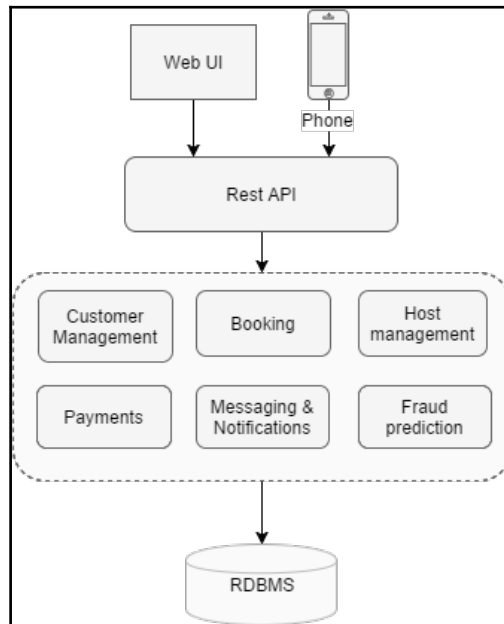 Web UI
Phone
Rest API
Customer
Management
Booking
Host
management
Payments
Messaging &
Notifications
Fraud
prediction
RDBMS